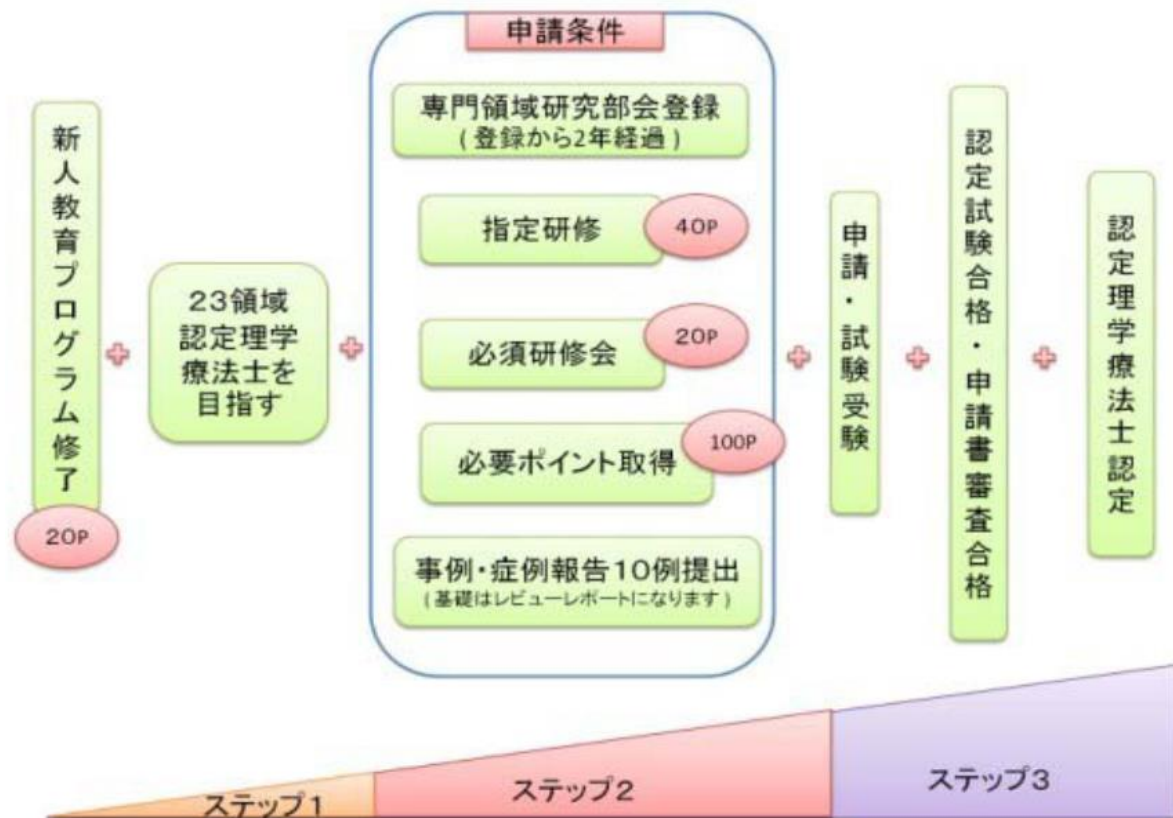 申請条件
新人教育プログラム修了
20P
23領域
認定理学
療法士を
目指す
専門領域研究部会登録
(登録から2年経過)
指定研修
40P
必須研修会
20P
必要ポイント取得
100P
事例・症例報告10例提出
(基礎はレビューレポートになります)
申請・試験受験
認定試験合格・申請書審査合格
認定理学療法士認定
ステップ1
ステップ2
ステップ3